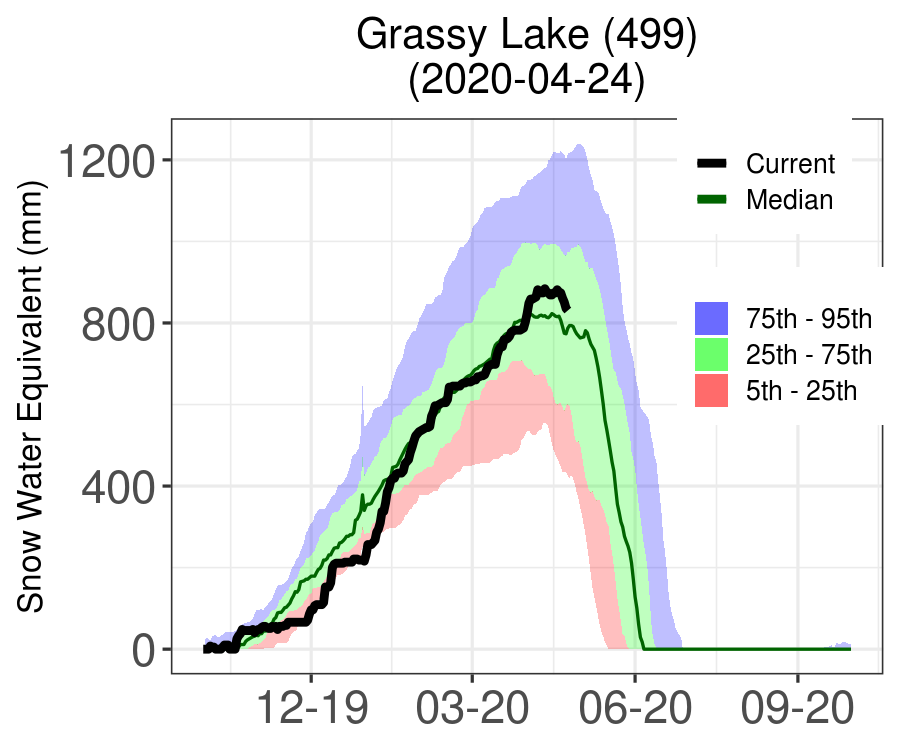 Grassy Lake (499)
(2020-04-24)
Snow Water Equivalent (mm)
1200
800
400
0
12-19
03-20
06-20
09-20
Current
Median
75th - 95th
25th - 75th
5th - 25th